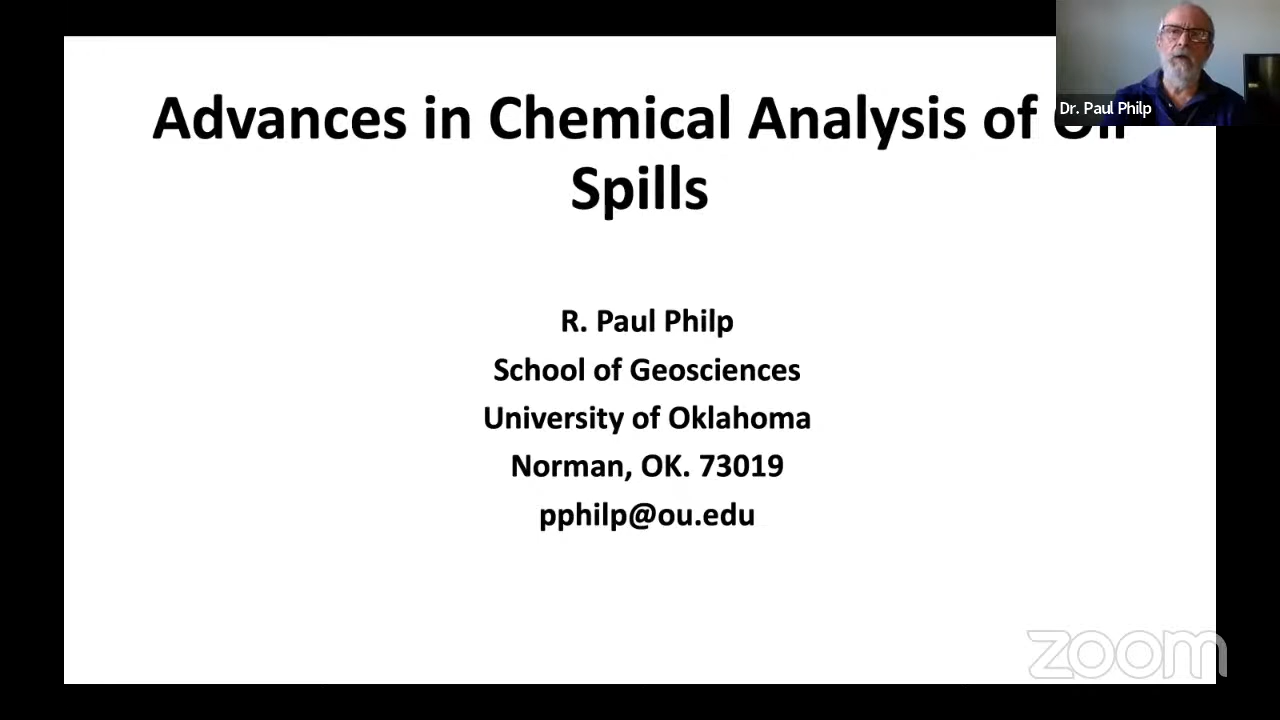 Advances in Chemical Analysis of Oil
Spills
Dr. Paul Philp
R. Paul Philp
School of Geosciences
University of Oklahoma
Norman, OK. 73019
pphilp@ou.edu
zoom